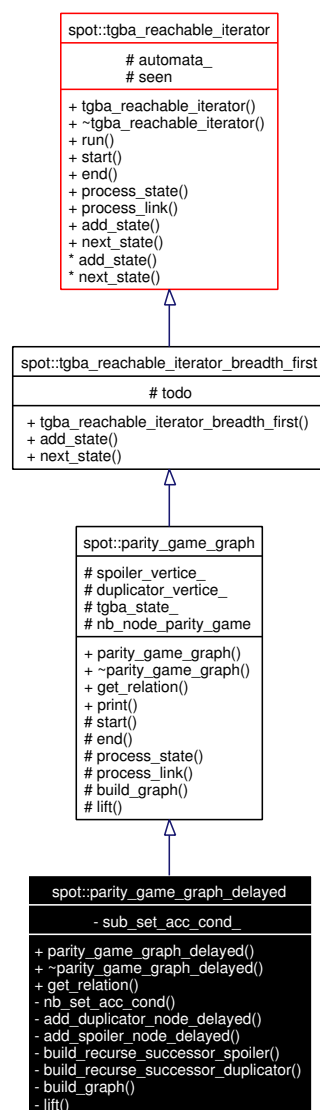 spot::tgba_reachable_iterator
# automata_
# seen
+ tgba_reachable_iterator()
+ ~tgba_reachable_iterator()
+ run()
+ start()
+ end()
+ process_state()
+ process_link()
+ add_state()
+ next_state()
* add_state()
* next_state()
spot::tgba_reachable_iterator_breadth_first
# todo
+ tgba_reachable_iterator_breadth_first()
+ add_state()
+ next_state()
spot::parity_game_graph
# spoiler_vertice_
# duplicator_vertice_
# tgba_state_
# nb_node_parity_game
+ parity_game_graph()
+ ~parity_game_graph()
+ get_relation()
+ print()
# start()
# end()
# process_state()
# process_link()
# build_graph()
# lift()
spot::parity_game_graph_delayed
- sub_set_acc_cond_
+ parity_game_graph_delayed()
+ ~parity_game_graph_delayed()
+ get_relation()
- nb_set_acc_cond()
- add_duplicator_node_delayed()
- add_spoiler_node_delayed()
- build_recurse_successor_spoiler()
- build_recurse_successor_duplicator()
- build_graph()
- lift()